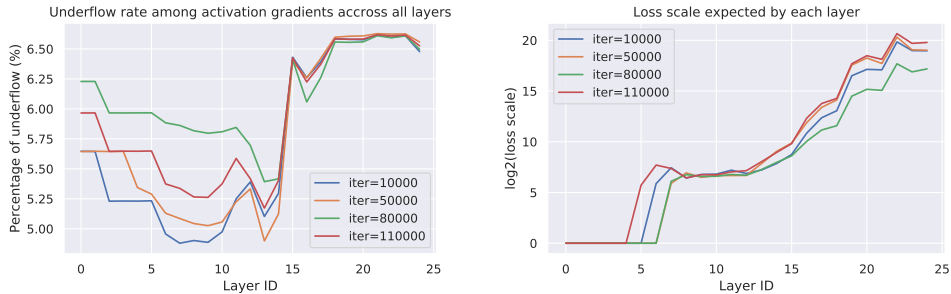 Underflow rate among activation gradients accross all layers
Percentage of underflow (%)
6.50
6.25
6.00
5.75
5.50
5.25
5.00
iter=10000
iter=50000
iter=80000
iter=110000
0 5 10 15 20 25
Layer ID
Loss scale expected by each layer
log2(loss scale)
20
15
10
5
0
iter=10000
iter=50000
iter=80000
iter=110000
0 5 10 15 20 25
Layer ID